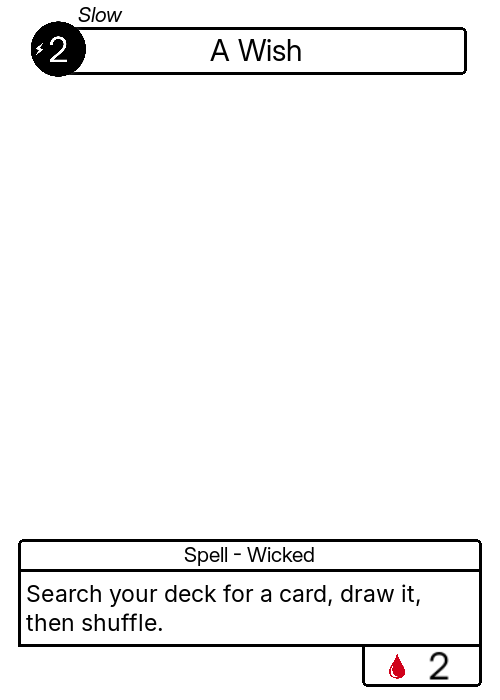 Slow
2
A Wish
Spell - Wicked
Search your deck for a card, draw it,
then shuffle.
2